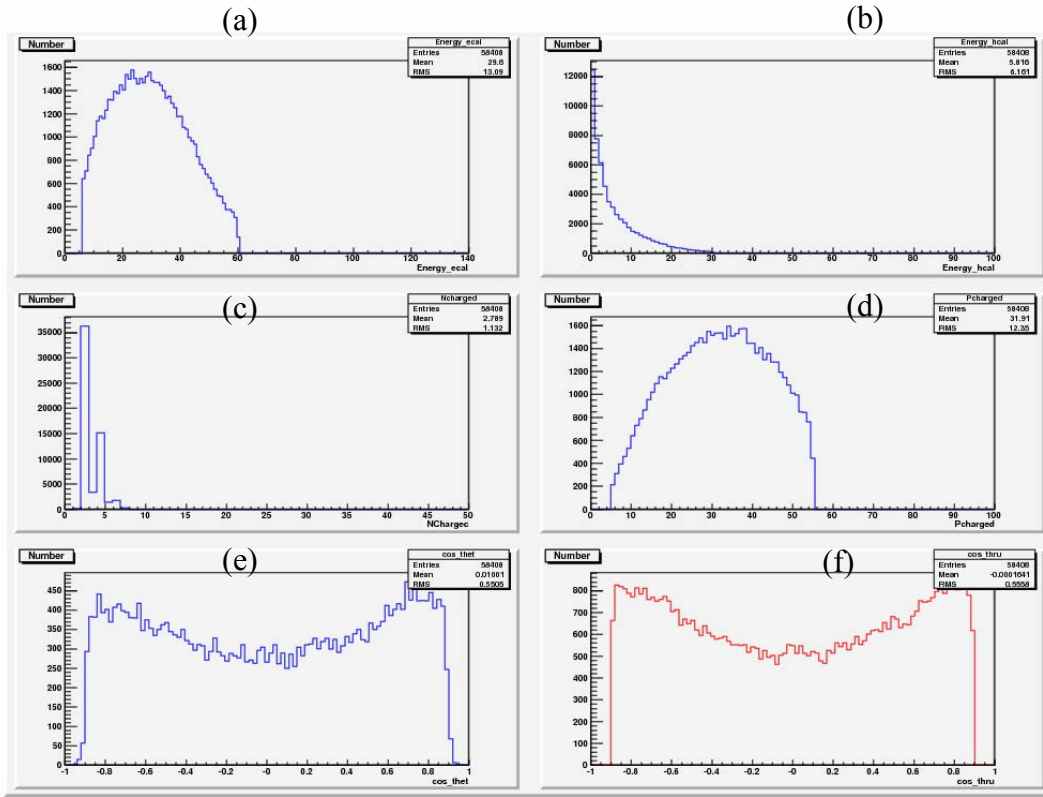 (a)
Number
Energy_ecal
Entries 58408
Mean 29.6
RMS 13.09
1600
1400
1200
1000
800
600
400
200
0
0 20 40 60 80 100 120 140
Energy_ecal
(b)
Number
Energy_hcal
Entries 58408
Mean 5.816
RMS 6.161
12000
10000
8000
6000
4000
2000
0
0 10 20 30 40 50 60 70 80 90 100
Energy_hcal
(c)
Number
Ncharged
Entries 58408
Mean 2.789
RMS 1.132
35000
30000
25000
20000
15000
10000
5000
0
0 5 10 15 20 25 30 35 40 45 50
NChargec
(d)
Number
Pcharged
Entries 58408
Mean 31.91
RMS 12.35
1600
1400
1200
1000
800
600
400
200
0
0 10 20 30 40 50 60 70 80 90 100
Pcharged
(e)
Number
cos_thet
Entries 58408
Mean 0.01001
RMS 0.5505
450
400
350
300
250
200
150
100
50
0
-1 -0.8 -0.6 -0.4 -0.2 -0 0.2 0.4 0.6 0.8 1
cos_thet
(f)
Number
cos_thru
Entries 58408
Mean -0.0001641
RMS 0.5558
800
700
600
500
400
300
200
100
0
-1 -0.8 -0.6 -0.4 -0.2 -0 0.2 0.4 0.6 0.8 1
cos_thru